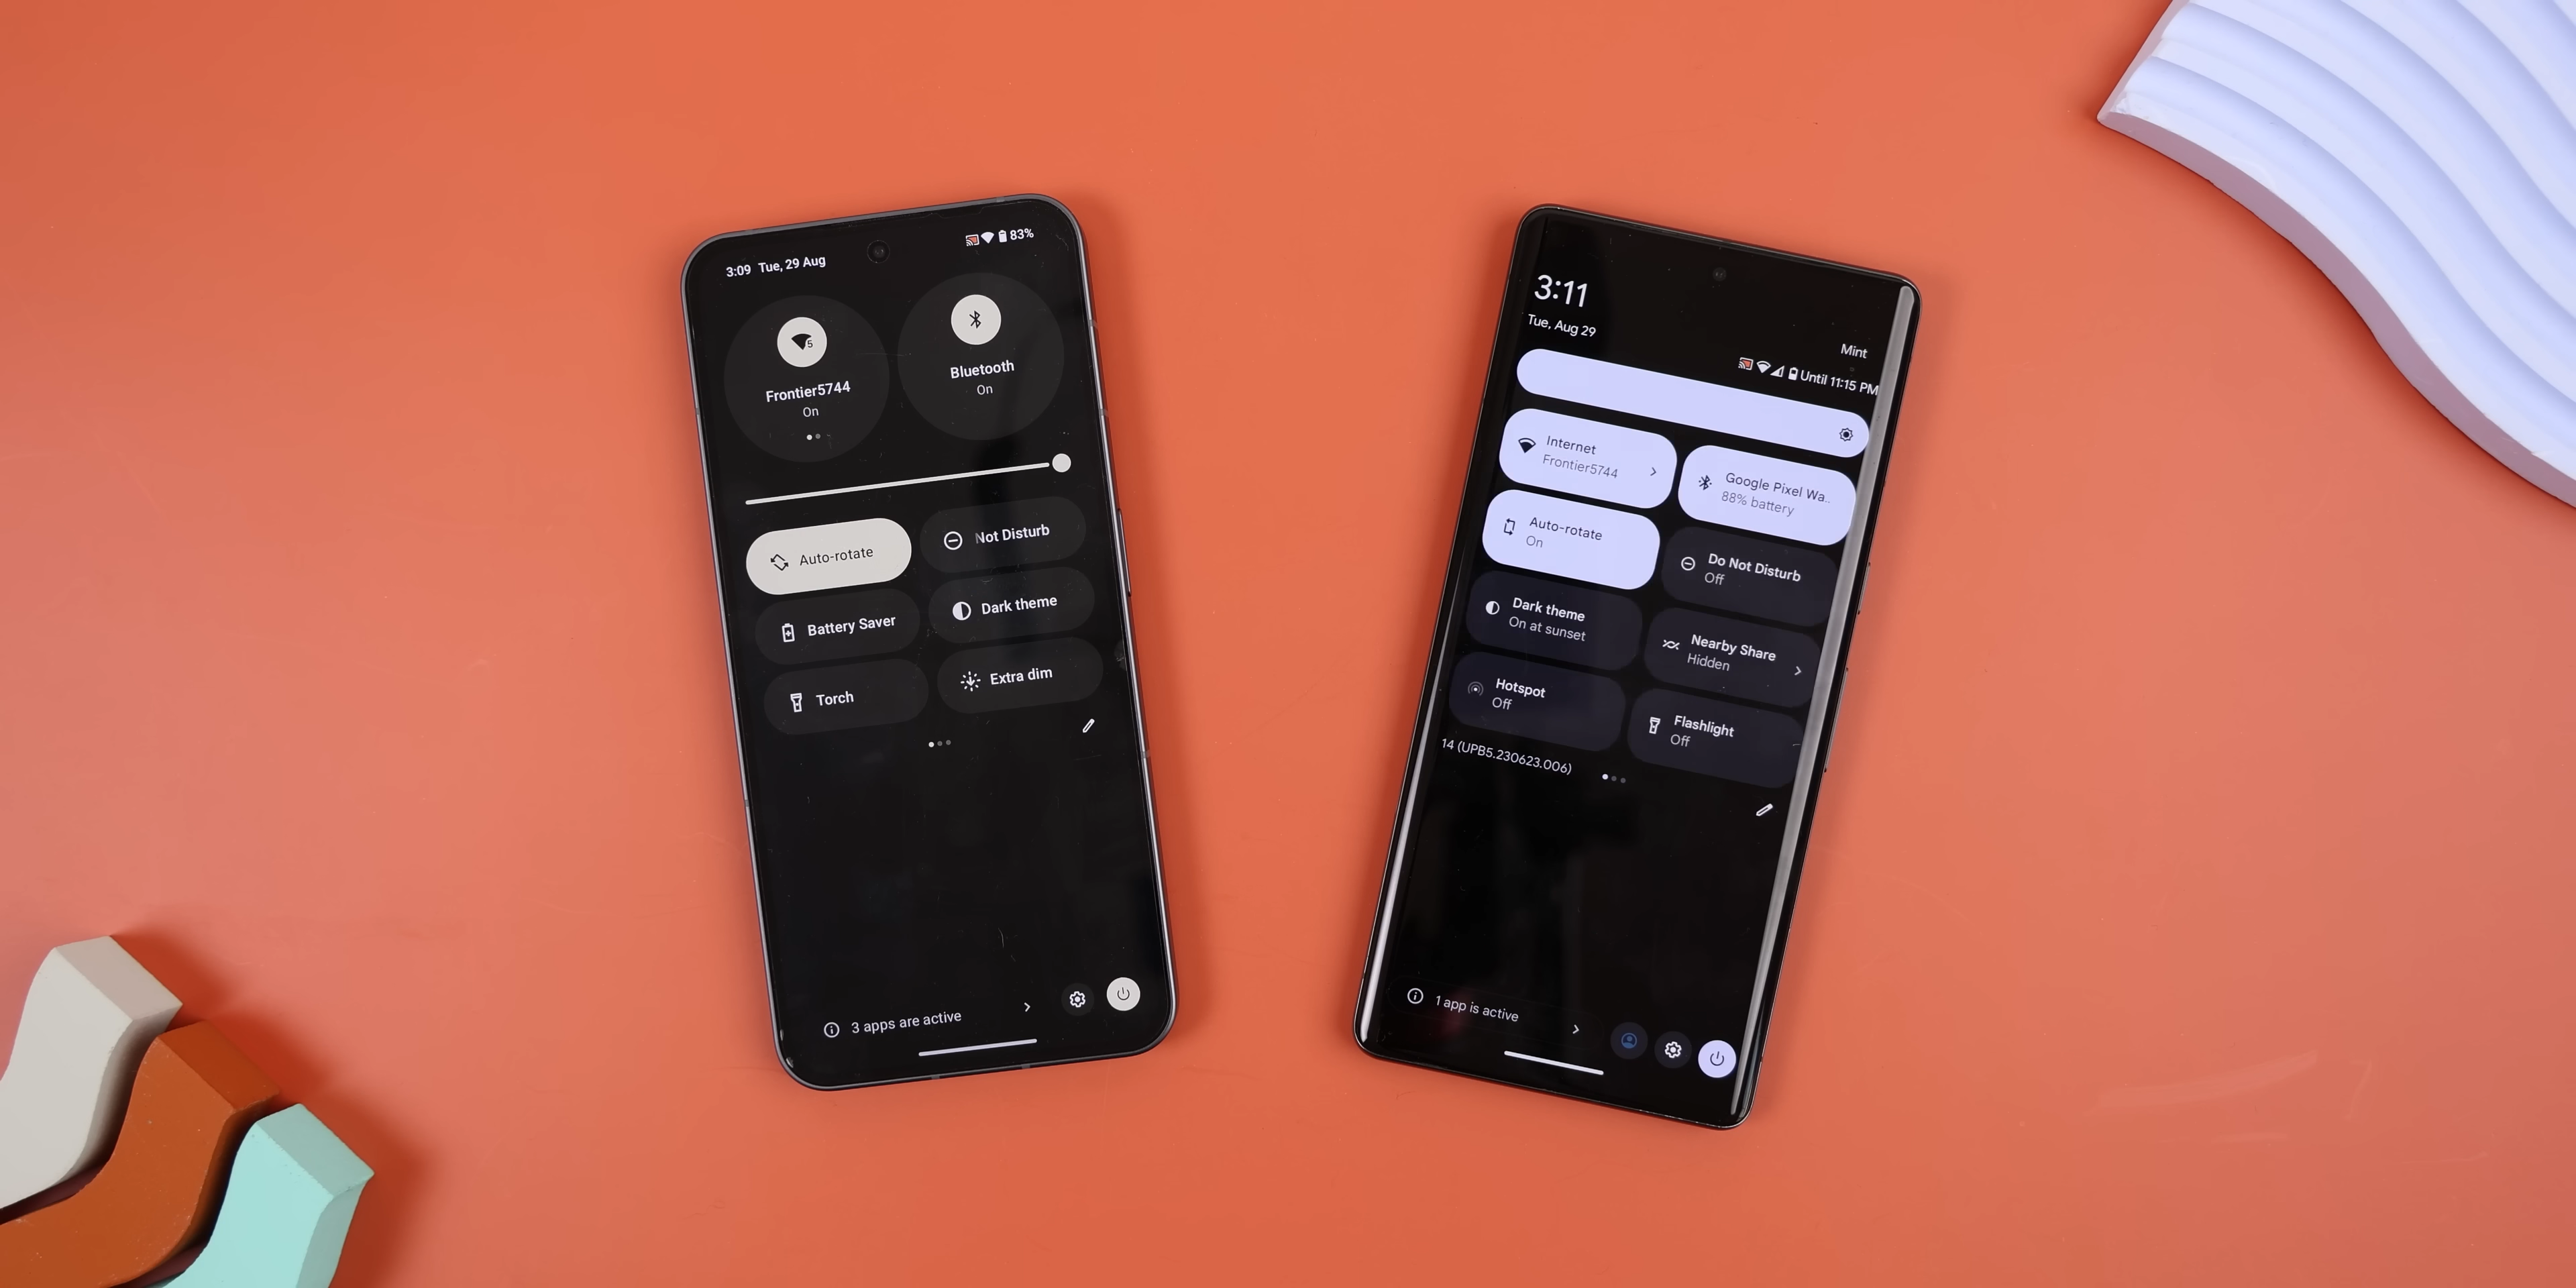 3:09 Tue, 29 Aug
83%
5
Frontier5744
On
Bluetooth
On
Auto-rotate
Not Disturb
Battery Saver
Dark theme
Torch
Extra dim
3 apps are active
3:11
Tue, Aug 29
Mint
Until 11:15 PM
Internet
Frontier5744
Google Pixel Wa..
88% battery
Auto-rotate
On
Do Not Disturb
Off
Dark theme
On at sunset
Nearby Share
Hidden
Hotspot
Off
Flashlight
Off
14 (UPB5.230623.006)
1 app is active